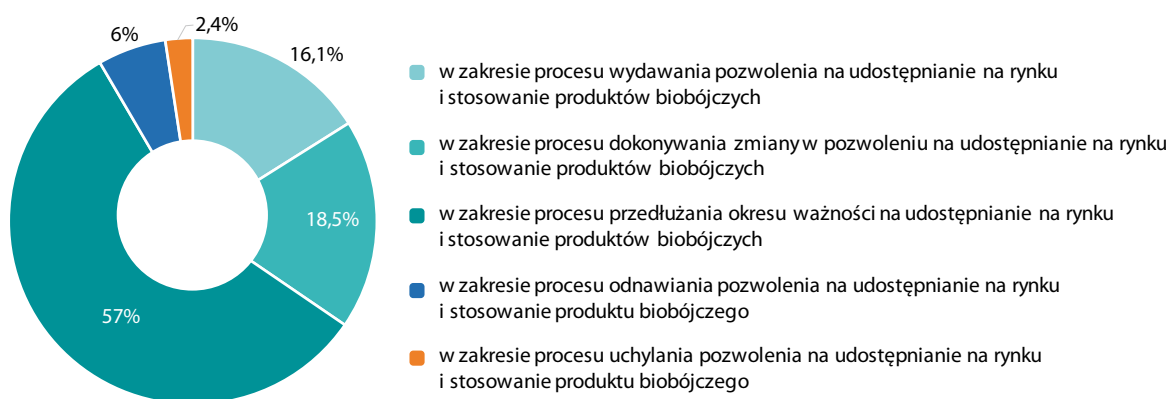 2,4%
6%
16,1%
18,5%
57%
w zakresie procesu wydawania pozwolenia na udostępnianie na rynku
i stosowanie produktów biobójczych
w zakresie procesu dokonywania zmiany w pozwoleniu na udostępnianie na rynku
i stosowanie produktów biobójczych
w zakresie procesu przedłużania okresu ważności na udostępnianie na rynku
i stosowanie produktów biobójczych
w zakresie procesu odnawiania pozwolenia na udostępnianie na rynku
i stosowanie produktu biobójczego
w zakresie procesu uchylania pozwolenia na udostępnianie na rynku
i stosowanie produktu biobójczego